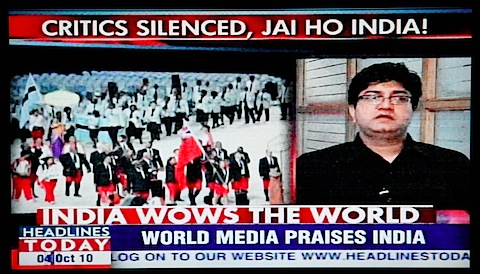 CRITICS SILENCED, JAI HO INDIA!
INDIA WOWS THE WORLD
HEADLINES
TODAY
WORLD MEDIA PRAISES INDIA
04 Oct 10
LOG ON TO OUR WEBSITE WWW.HEADLINESTODA